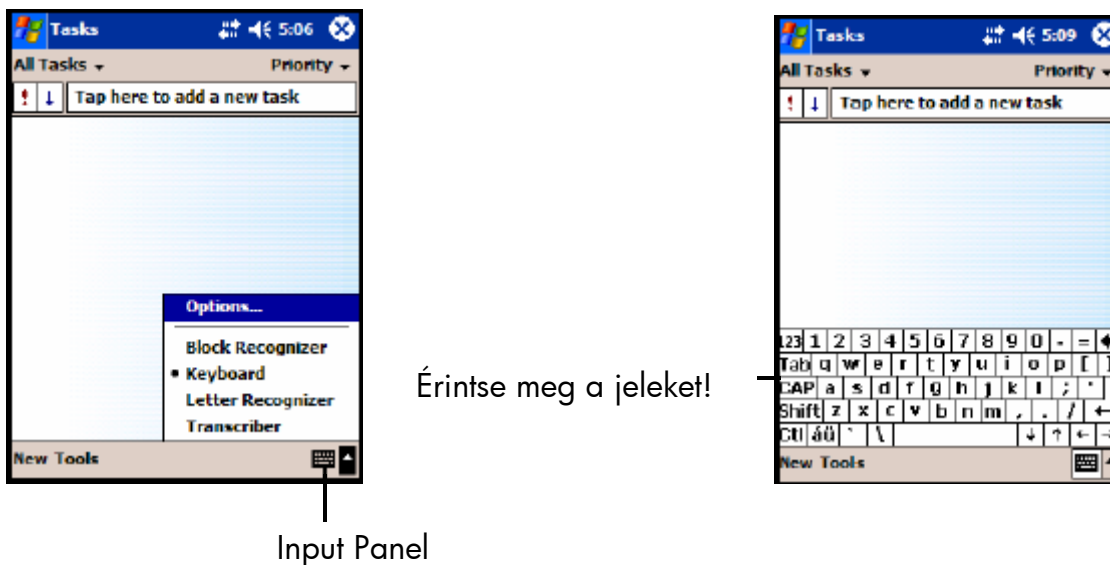 Tasks 5:06
All Tasks Priority
Tap here to add a new task
Options...
Block Recognizer
Keyboard
Letter Recognizer
Transcriber
New Tools
Input Panel
Érintse meg a jeleket!
Tasks 5:09
All Tasks Priority
Tap here to add a new task
123 1 2 3 4 5 6 7 8 9 0 - =
Tab q w e r t y u i o p [ ]
CAP a s d f g h j k l ; '
Shift z x c v b n m , . / ←
Ctl áü ` \ ↓ ↑ ← →
New Tools